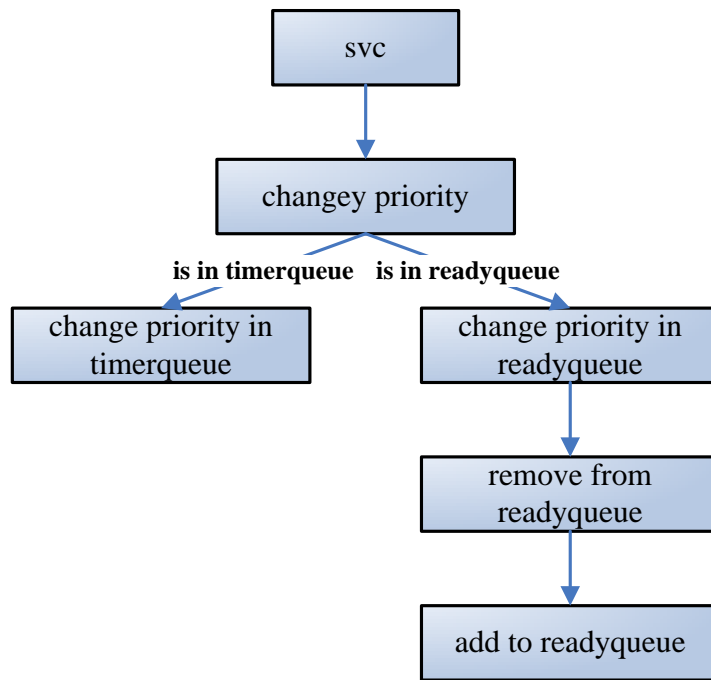 svc
changey priority
is in timerqueue
is in readyqueue
change priority in
timerqueue
change priority in
readyqueue
remove from
readyqueue
add to readyqueue